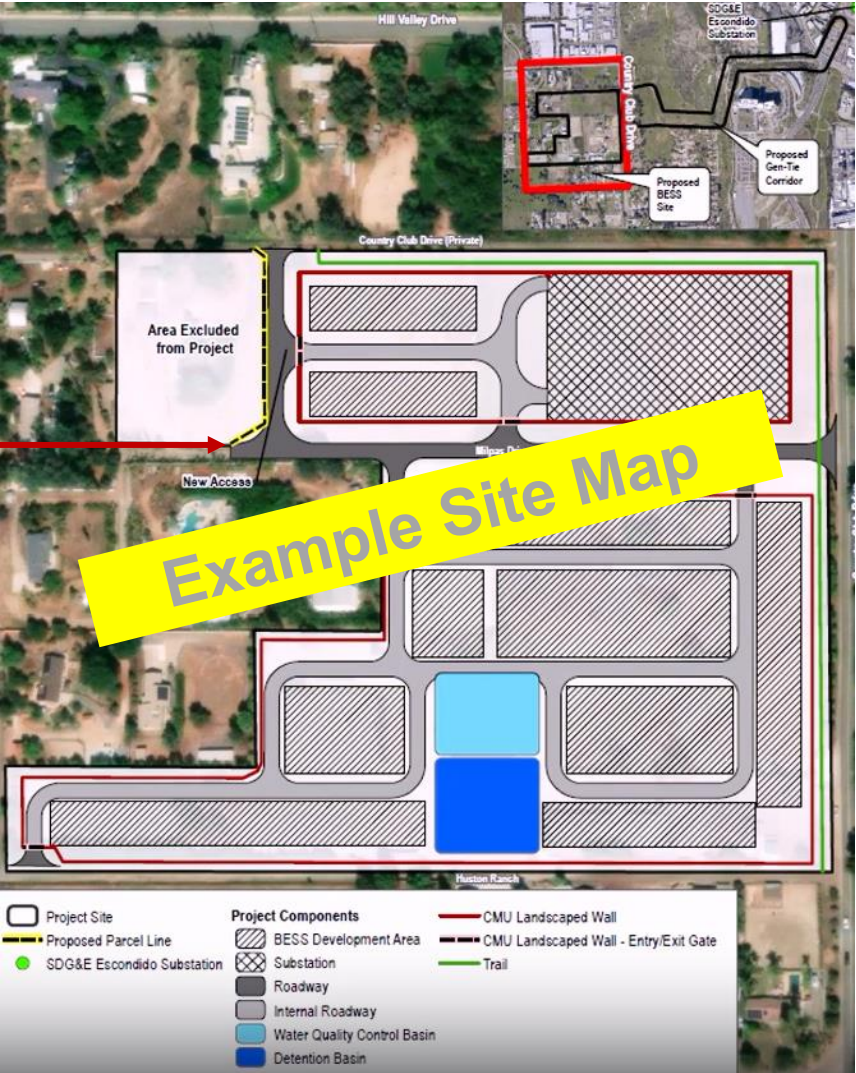 Hill Valley Drive
SDG&E
Escondido
Substation
Country Club Drive
Proposed
Gen-Tie
Corridor
Proposed
BESS
Site
Country Club Drive (Private)
Area Excluded
from Project
New Access
Example Site Map
Huston Ranch
Project Site
Proposed Parcel Line
SDG&E Escondido Substation
Project Components
BESS Development Area
Substation
Roadway
Internal Roadway
Water Quality Control Basin
Detention Basin
CMU Landscaped Wall
CMU Landscaped Wall - Entry/Exit Gate
Trail